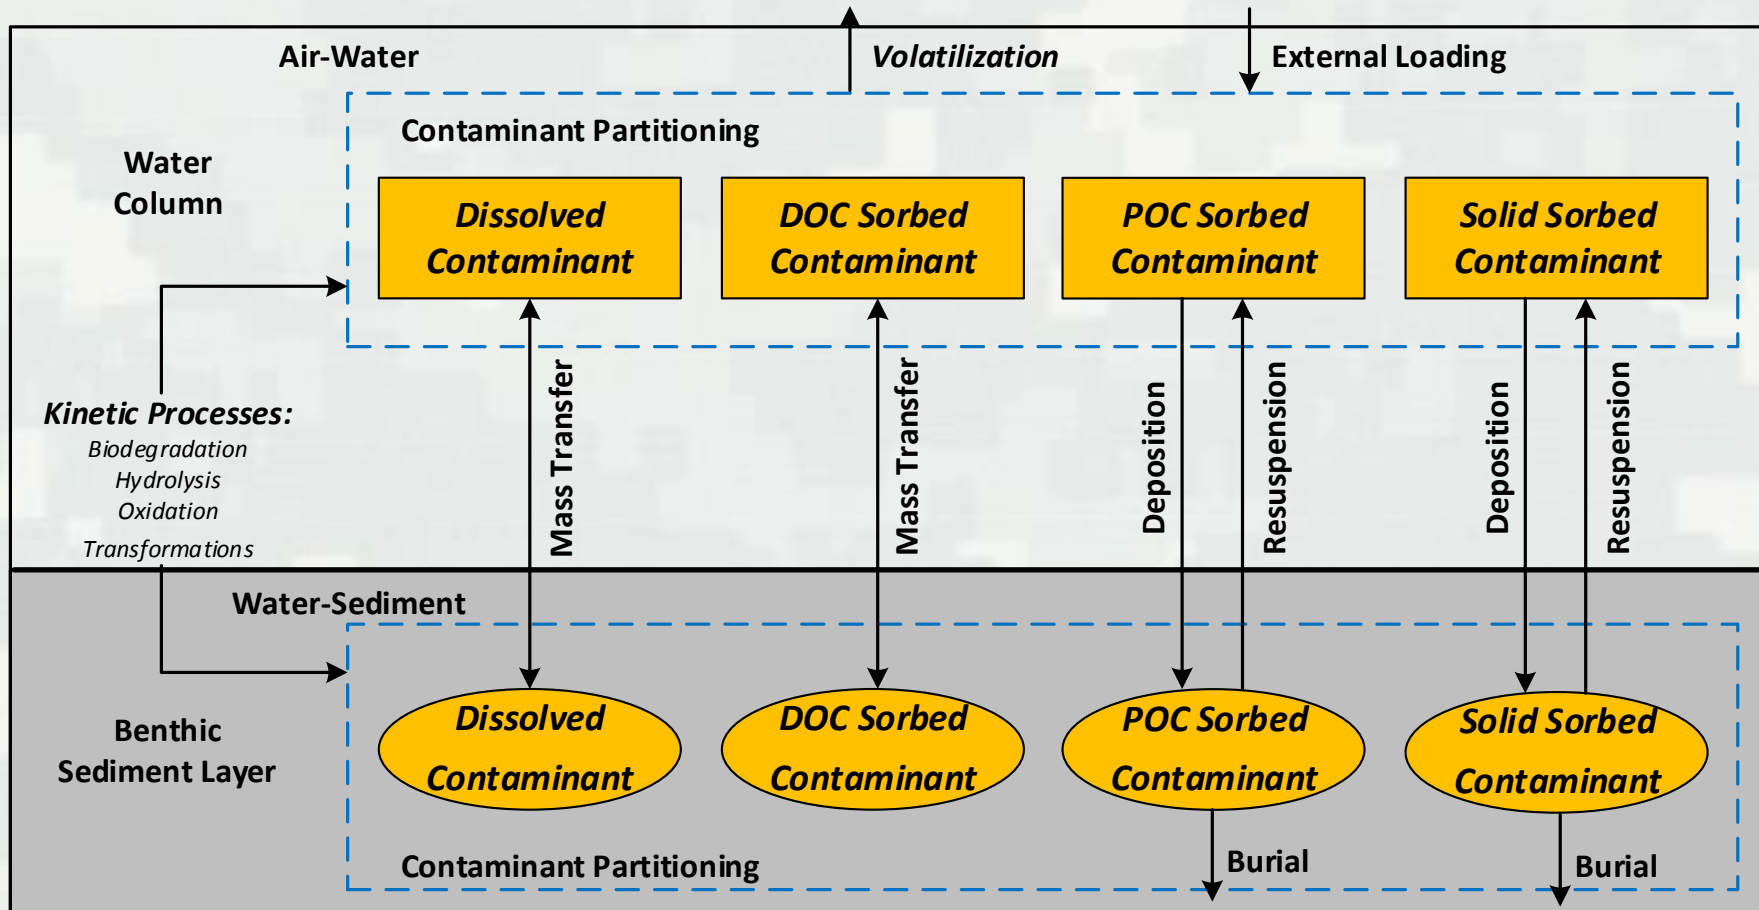 Air-Water
Volatilization
External Loading
Contaminant Partitioning
Water
Column
Dissolved
Contaminant
DOC Sorbed
Contaminant
POC Sorbed
Contaminant
Solid Sorbed
Contaminant
Kinetic Processes:
Biodegradation
Hydrolysis
Oxidation
Transformations
Mass Transfer
Mass Transfer
Deposition
Resuspension
Deposition
Resuspension
Water-Sediment
Benthic
Sediment Layer
Dissolved
Contaminant
DOC Sorbed
Contaminant
POC Sorbed
Contaminant
Solid Sorbed
Contaminant
Contaminant Partitioning
Burial
Burial